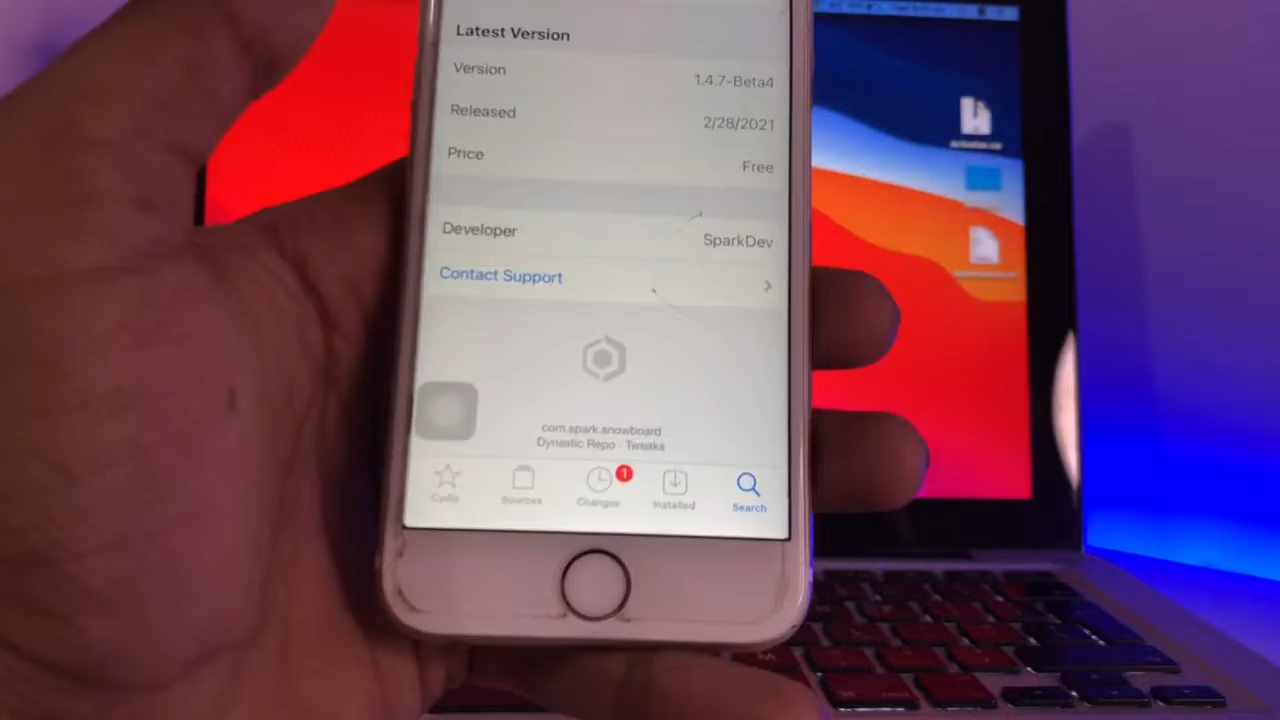 Latest Version
Version 1.4.7-Beta4
Released 2/28/2021
Price Free
Developer SparkDev
Contact Support
com.spark.snowboard
Dynastic Repo · Tweaks
1
Cydia Sources Changes Installed Search